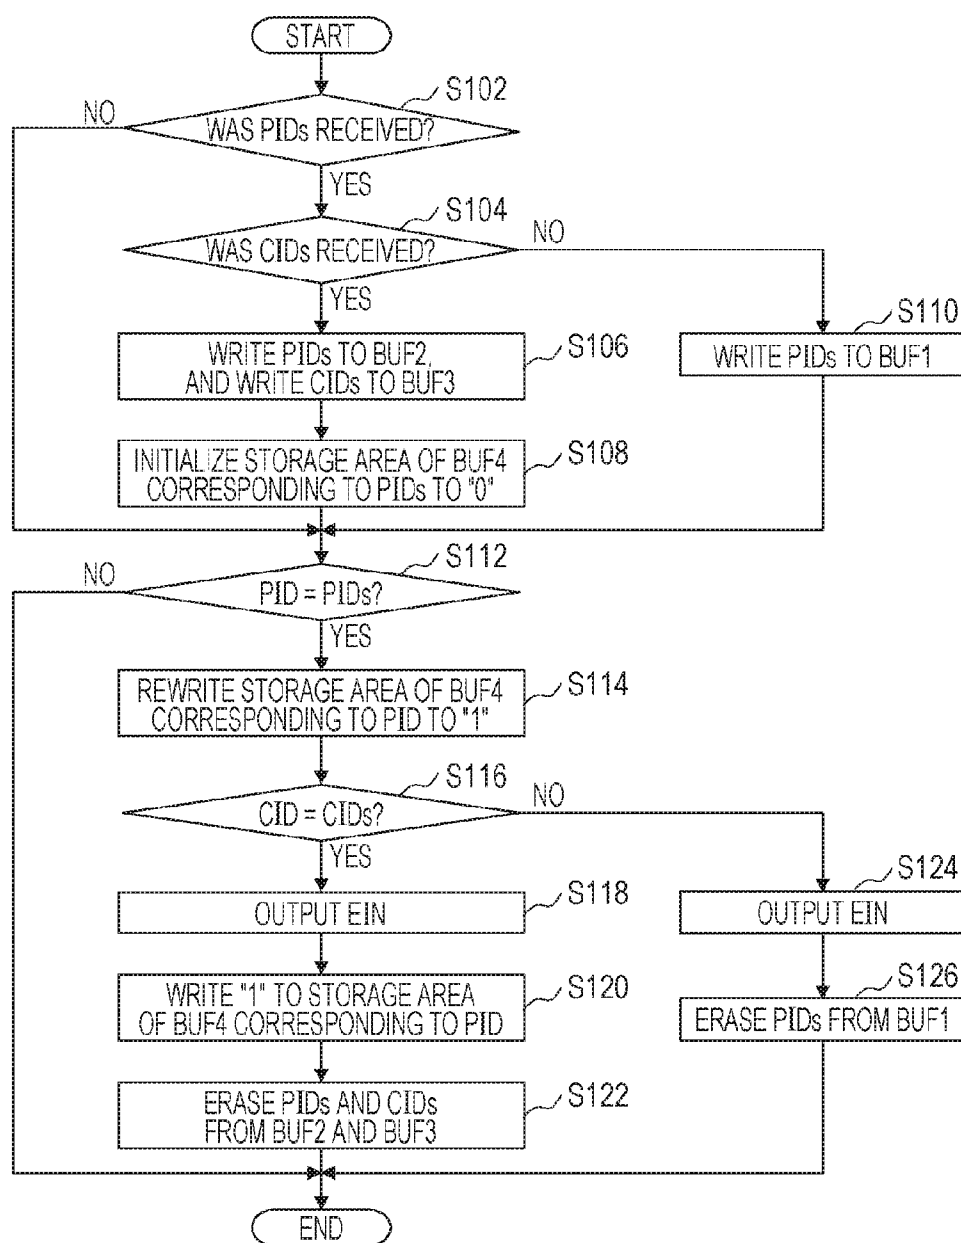 START
S102
NO
WAS PIDs RECEIVED?
YES
S104
NO
WAS CIDs RECEIVED?
YES
S110
S106
WRITE PIDs TO BUF2,
AND WRITE CIDs TO BUF3
WRITE PIDs TO BUF1
S108
INITIALIZE STORAGE AREA OF BUF4
CORRESPONDING TO PIDs TO "0"
S112
NO
PID = PIDs?
YES
S114
REWRITE STORAGE AREA OF BUF4
CORRESPONDING TO PID TO "1"
S116
NO
CID = CIDs?
YES
S124
S118
OUTPUT EIN
OUTPUT EIN
S120
WRITE "1" TO STORAGE AREA
OF BUF4 CORRESPONDING TO PID
S126
ERASE PIDs FROM BUF1
S122
ERASE PIDs AND CIDs
FROM BUF2 AND BUF3
END